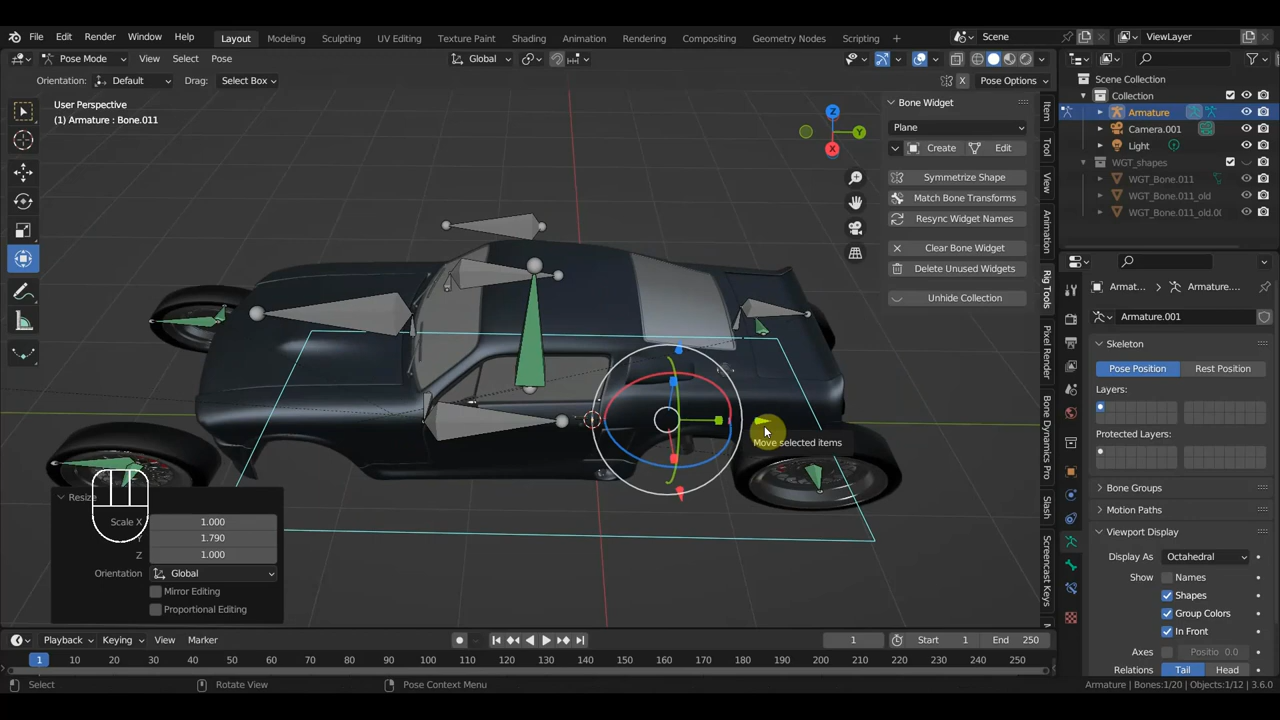 File Edit Render Window Help Layout Modeling Sculpting UV Editing Texture Paint Shading Animation Rendering Compositing Geometry Nodes Scripting + Scene ViewLayer
Pose Mode View Select Pose Global
Orientation: Default Drag: Select Box X Pose Options
User Perspective
(1) Armature : Bone.011
Z
Y
X
Bone Widget
Plane
Create Edit
Symmetrize Shape
Match Bone Transforms
Resync Widget Names
Clear Bone Widget
Delete Unused Widgets
Unhide Collection
Item
Tool
View
Animation
Rig Tools
Pixel Render
Bone Dynamics Pro
Slash
Screencast Keys
Scene Collection
Collection
Armature
Camera.001
Light
WGT_shapes
WGT_Bone.011
WGT_Bone.011_old
WGT_Bone.011_old.0
Armat... Armature....
Armature.001
Skeleton
Pose Position Rest Position
Layers:
Protected Layers:
Bone Groups
Motion Paths
Viewport Display
Display As Octahedral
Show Names
Shapes
Group Colors
In Front
Axes Positio 0.0
Relations Tail Head
Move selected items
Resize
Scale X 1.000
1.790
Z 1.000
Orientation Global
Mirror Editing
Proportional Editing
Playback Keying View Marker 1 Start 1 End 250
1 10 20 30 40 50 60 70 80 90 100 110 120 130 140 150 160 170 180 190 200 210 220 230 240 250
Select Rotate View Pose Context Menu Armature | Bones:1/20 | Objects:1/12 | 3.6.0